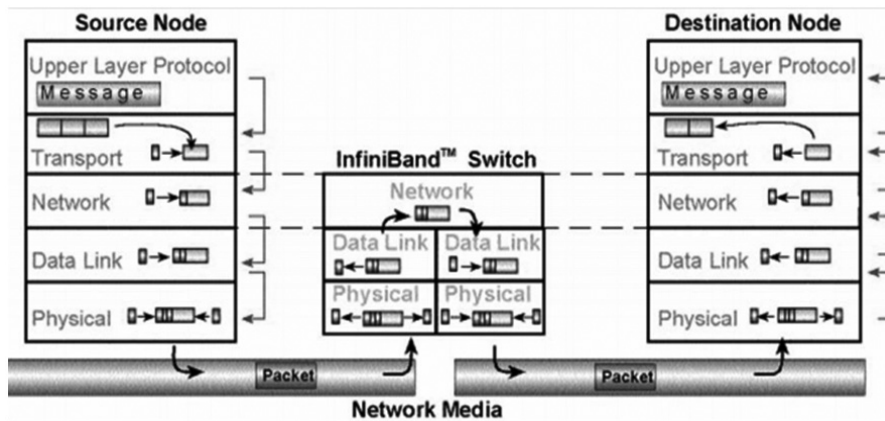 Source Node
Upper Layer Protocol
Message
Transport
Network
Data Link
Physical
InfiniBand™ Switch
Network
Data Link
Data Link
Physical
Physical
Destination Node
Upper Layer Protocol
Message
Transport
Network
Data Link
Physical
Packet
Packet
Network Media